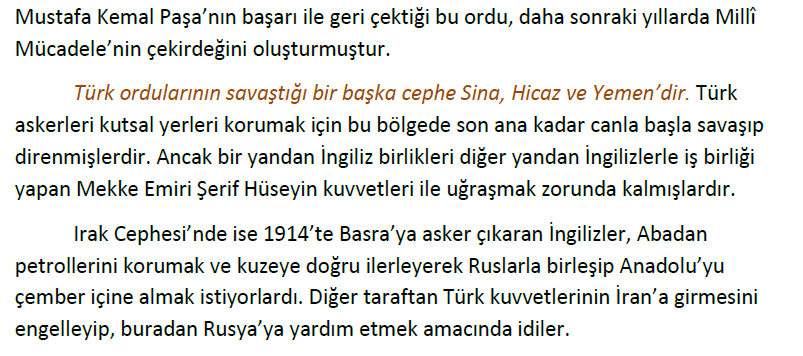 Mustafa Kemal Paşa’nın başarı ile geri çektiği bu ordu, daha sonraki yıllarda Millî
Mücadele’nin çekirdeğini oluşturmuştur.
Türk ordularının savaştığı bir başka cephe Sina, Hicaz ve Yemen’dir. Türk
askerleri kutsal yerleri korumak için bu bölgede son ana kadar canla başla savaşıp
direnmişlerdir. Ancak bir yandan İngiliz birlikleri diğer yandan İngilizlerle iş birliği
yapan Mekke Emiri Şerif Hüseyin kuvvetleri ile uğraşmak zorunda kalmışlardır.
Irak Cephesi’nde ise 1914’te Basra’ya asker çıkaran İngilizler, Abadan
petrollerini korumak ve kuzeye doğru ilerleyerek Ruslarla birleşip Anadolu’yu
çember içine almak istiyorlardı. Diğer taraftan Türk kuvvetlerinin İran’a girmesini
engelleyip, buradan Rusya’ya yardım etmek amacında idiler.